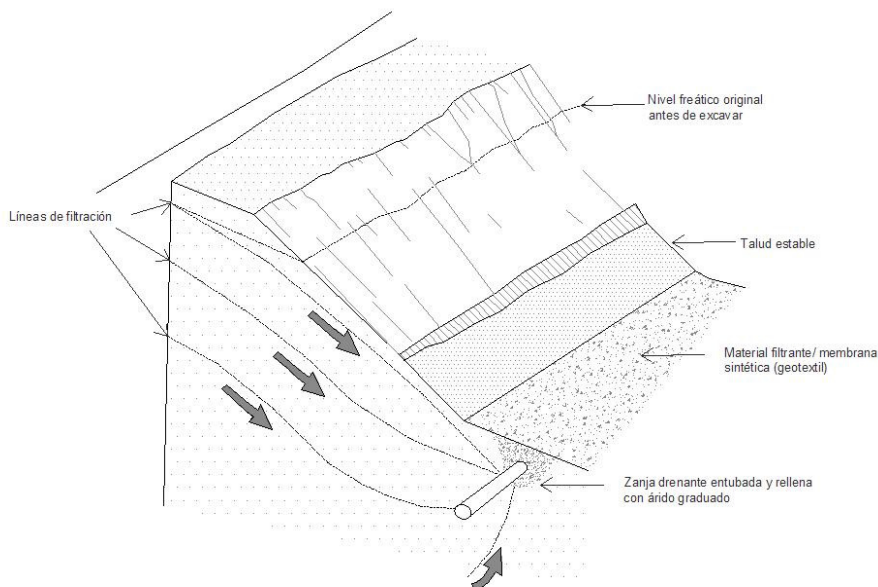 Nivel freático original
antes de excavar
Líneas de filtración
Talud estable
Material filtrante/ membrana
sintética (geotextil)
Zanja drenante entubada y rellena
con árido graduado